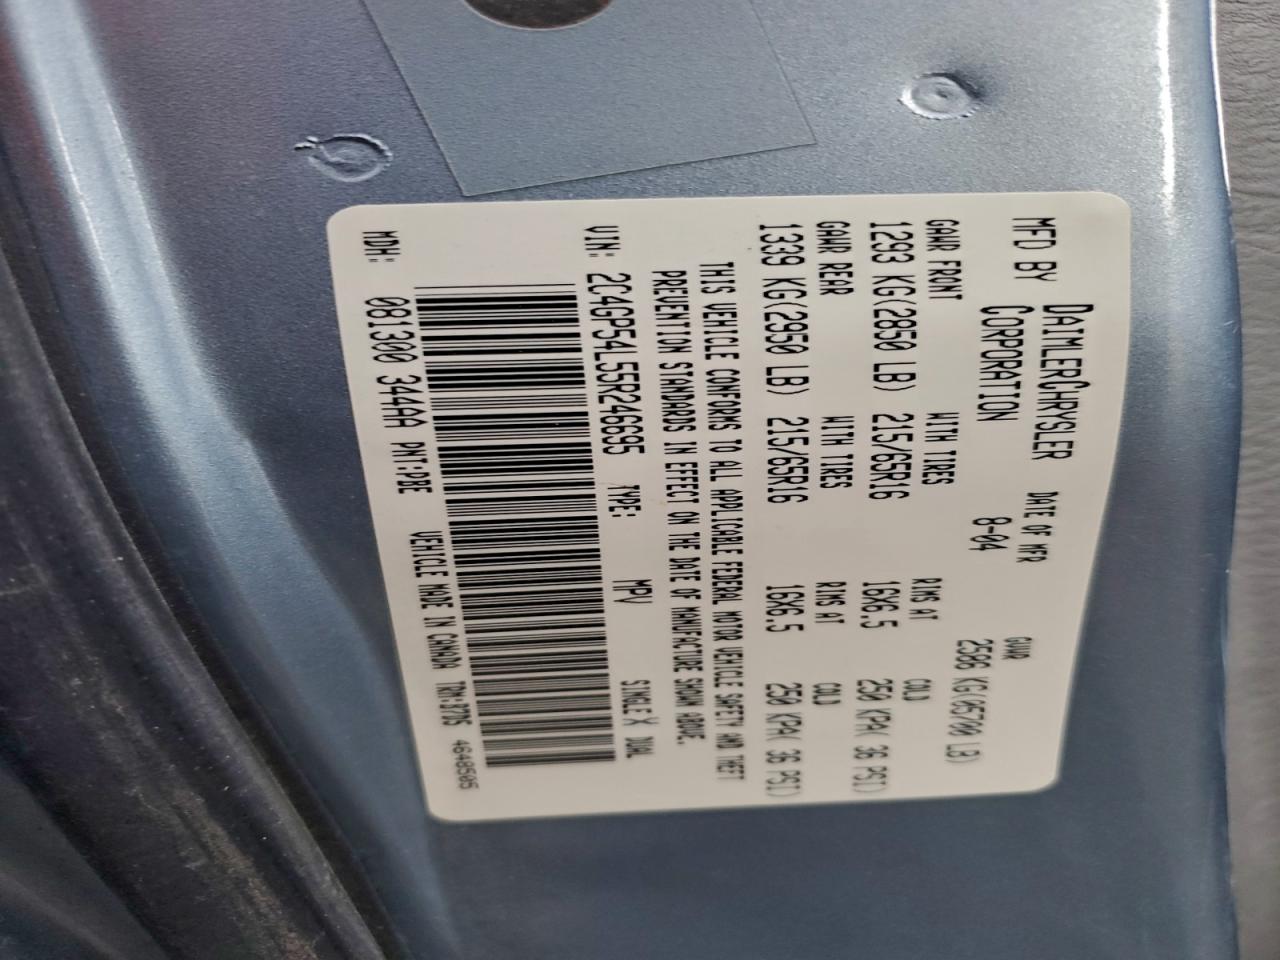 MFD BY DAIMLERCHRYSLER CORPORATION DATE OF MFR 8-04 GVWR 2586 KG(05700 LB)
GAWR FRONT WITH TIRES RIMS AT COLD
1293 KG(2850 LB) 215/65R16 16X6.5 250 KPA( 36 PSI)
GAWR REAR WITH TIRES RIMS AT COLD
1339 KG(2950 LB) 215/65R16 16X6.5 250 KPA( 36 PSI)
THIS VEHICLE CONFORMS TO ALL APPLICABLE FEDERAL MOTOR VEHICLE SAFETY AND THEFT
PREVENTION STANDARDS IN EFFECT ON THE DATE OF MANUFACTURE SHOWN ABOVE.
VIN: 2C4GP54L55R246695 TYPE: MPV SINGLE X DUAL
MDH: 081300 344AA PNT:PBE VEHICLE MADE IN CANADA TRM:B7D5 4648505